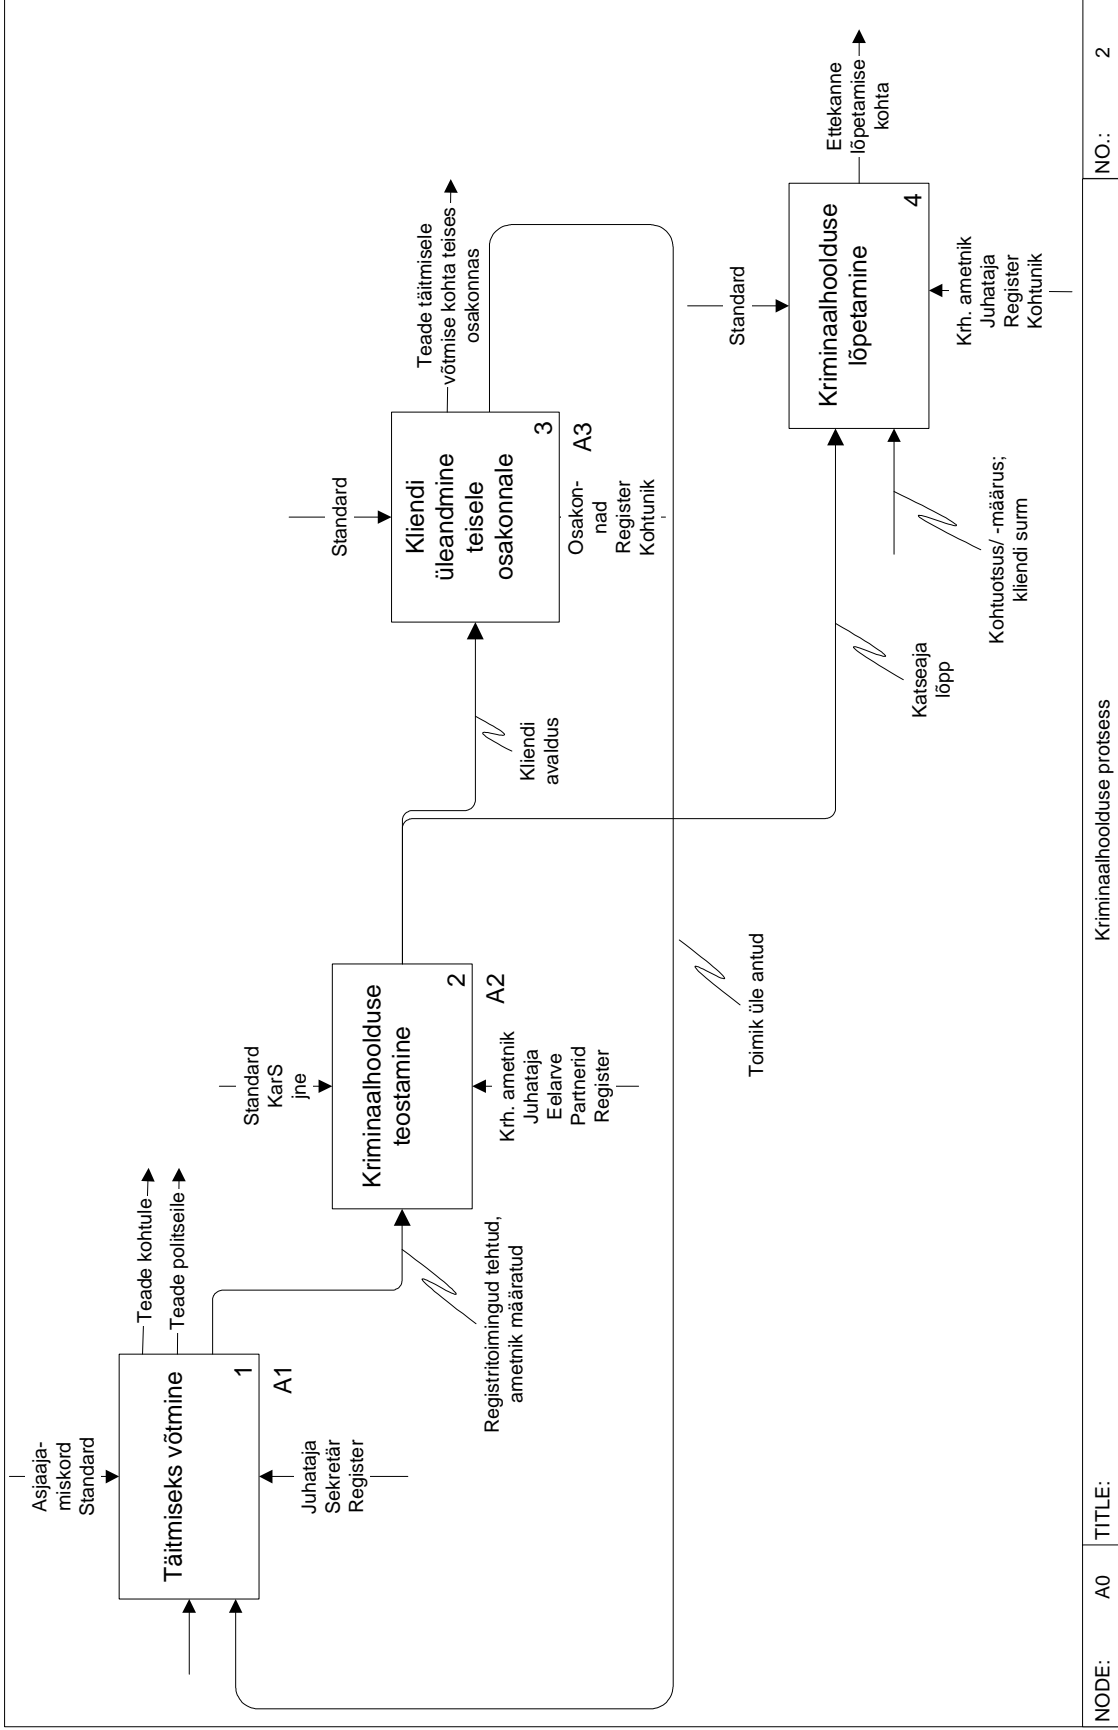 Asjaaja-
miskord
Standard
Täitmiseks võtmine
1
A1
Juhataja
Sekretär
Register
Teade kohtule
Teade politseile
Registritoimingud tehtud,
ametnik määratud
Standard
KarS
jne
Kriminaalhoolduse
teostamine
2
A2
Krh. ametnik
Juhataja
Eelarve
Partnerid
Register
Kliendi
avaldus
Standard
Kliendi
üleandmine
teisele
osakonnale
3
A3
Osakon-
nad
Register
Kohtunik
Teade täitmisele
võtmise kohta teises
osakonnas
Toimik üle antud
Katseaja
lõpp
Kohtuotsus/ -määrus;
kliendi surm
Standard
Kriminaalhoolduse
lõpetamine
4
Krh. ametnik
Juhataja
Register
Kohtunik
Ettekanne
lõpetamise
kohta
NODE: A0
TITLE:
Kriminaalhoolduse protsess
NO.: 2